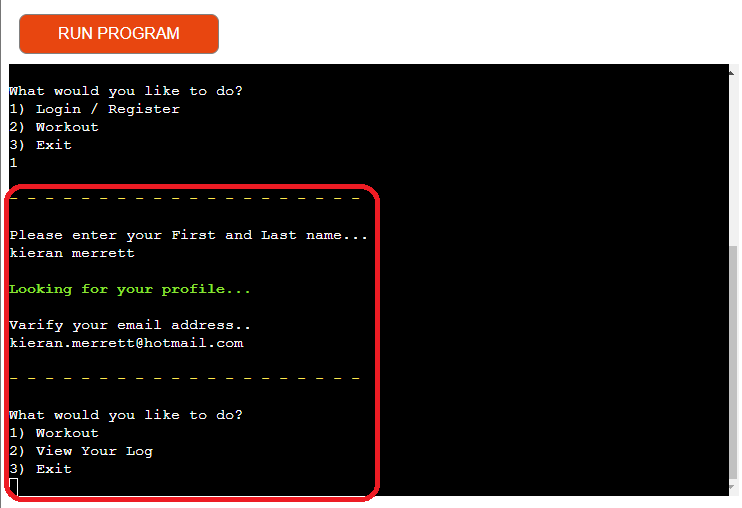 RUN PROGRAM
What would you like to do?
1) Login / Register
2) Workout
3) Exit
1
- - - - - - - - - - - - - - - - - - - -
Please enter your First and Last name...
kieran merrett
Looking for your profile...
Varify your email address..
kieran.merrett@hotmail.com
- - - - - - - - - - - - - - - - - - - -
What would you like to do?
1) Workout
2) View Your Log
3) Exit